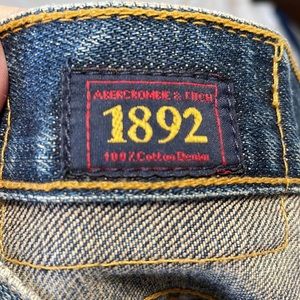 ABERCROMBIE & FITCH
1892
100% Cotton Denim